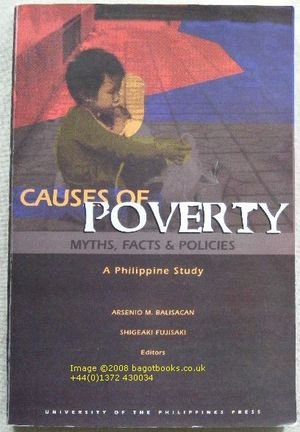 CAUSES OF
POVERTY
MYTHS, FACTS & POLICIES
A Philippine Study
ARSENIO M. BALISACAN
SHIGEAKI FUJISAKI
Editors
Image ©2008 bagotbooks.co.uk
+44(0)1372 430034
UNIVERSITY OF THE PHILIPPINES PRESS